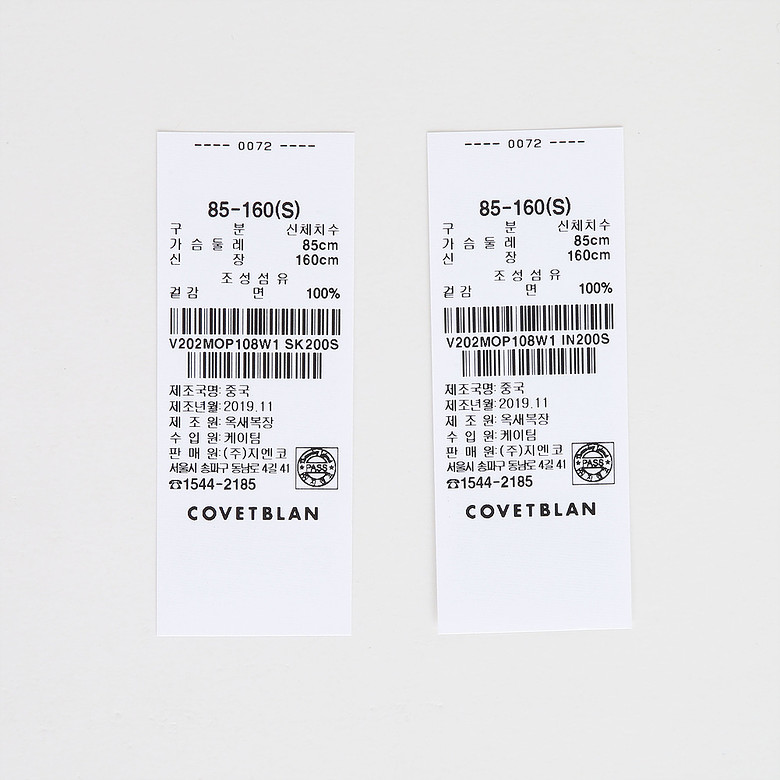 ---- 0072 ----
85-160(S)
구 분 신체치수
가 슴 둘 레 85cm
신 장 160cm
조 성 섬 유
겉 감 면 100%
V202MOP108W1 SK200S
제조국명: 중국
제조년월: 2019.11
제 조 원: 옥새복장
수 입 원: 케이팀
판 매 원: (주)지엔코
서울시 송파구 동남로 4길 41
☎1544-2185
PASS
COVETBLAN
---- 0072 ----
85-160(S)
구 분 신체치수
가 슴 둘 레 85cm
신 장 160cm
조 성 섬 유
겉 감 면 100%
V202MOP108W1 IN200S
제조국명: 중국
제조년월: 2019.11
제 조 원: 옥새복장
수 입 원: 케이팀
판 매 원: (주)지엔코
서울시 송파구 동남로 4길 41
☎1544-2185
PASS
COVETBLAN